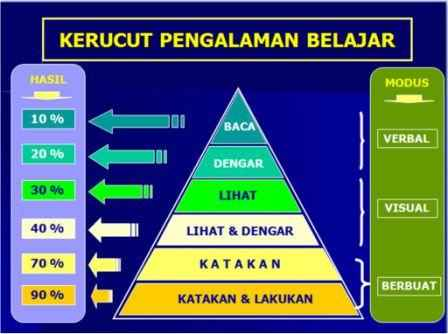 KERUCUT PENGALAMAN BELAJAR
HASIL
MODUS
10 %
BACA
VERBAL
20 %
DENGAR
30 %
LIHAT
VISUAL
40 %
LIHAT & DENGAR
70 %
K A T A K A N
BERBUAT
90 %
KATAKAN & LAKUKAN